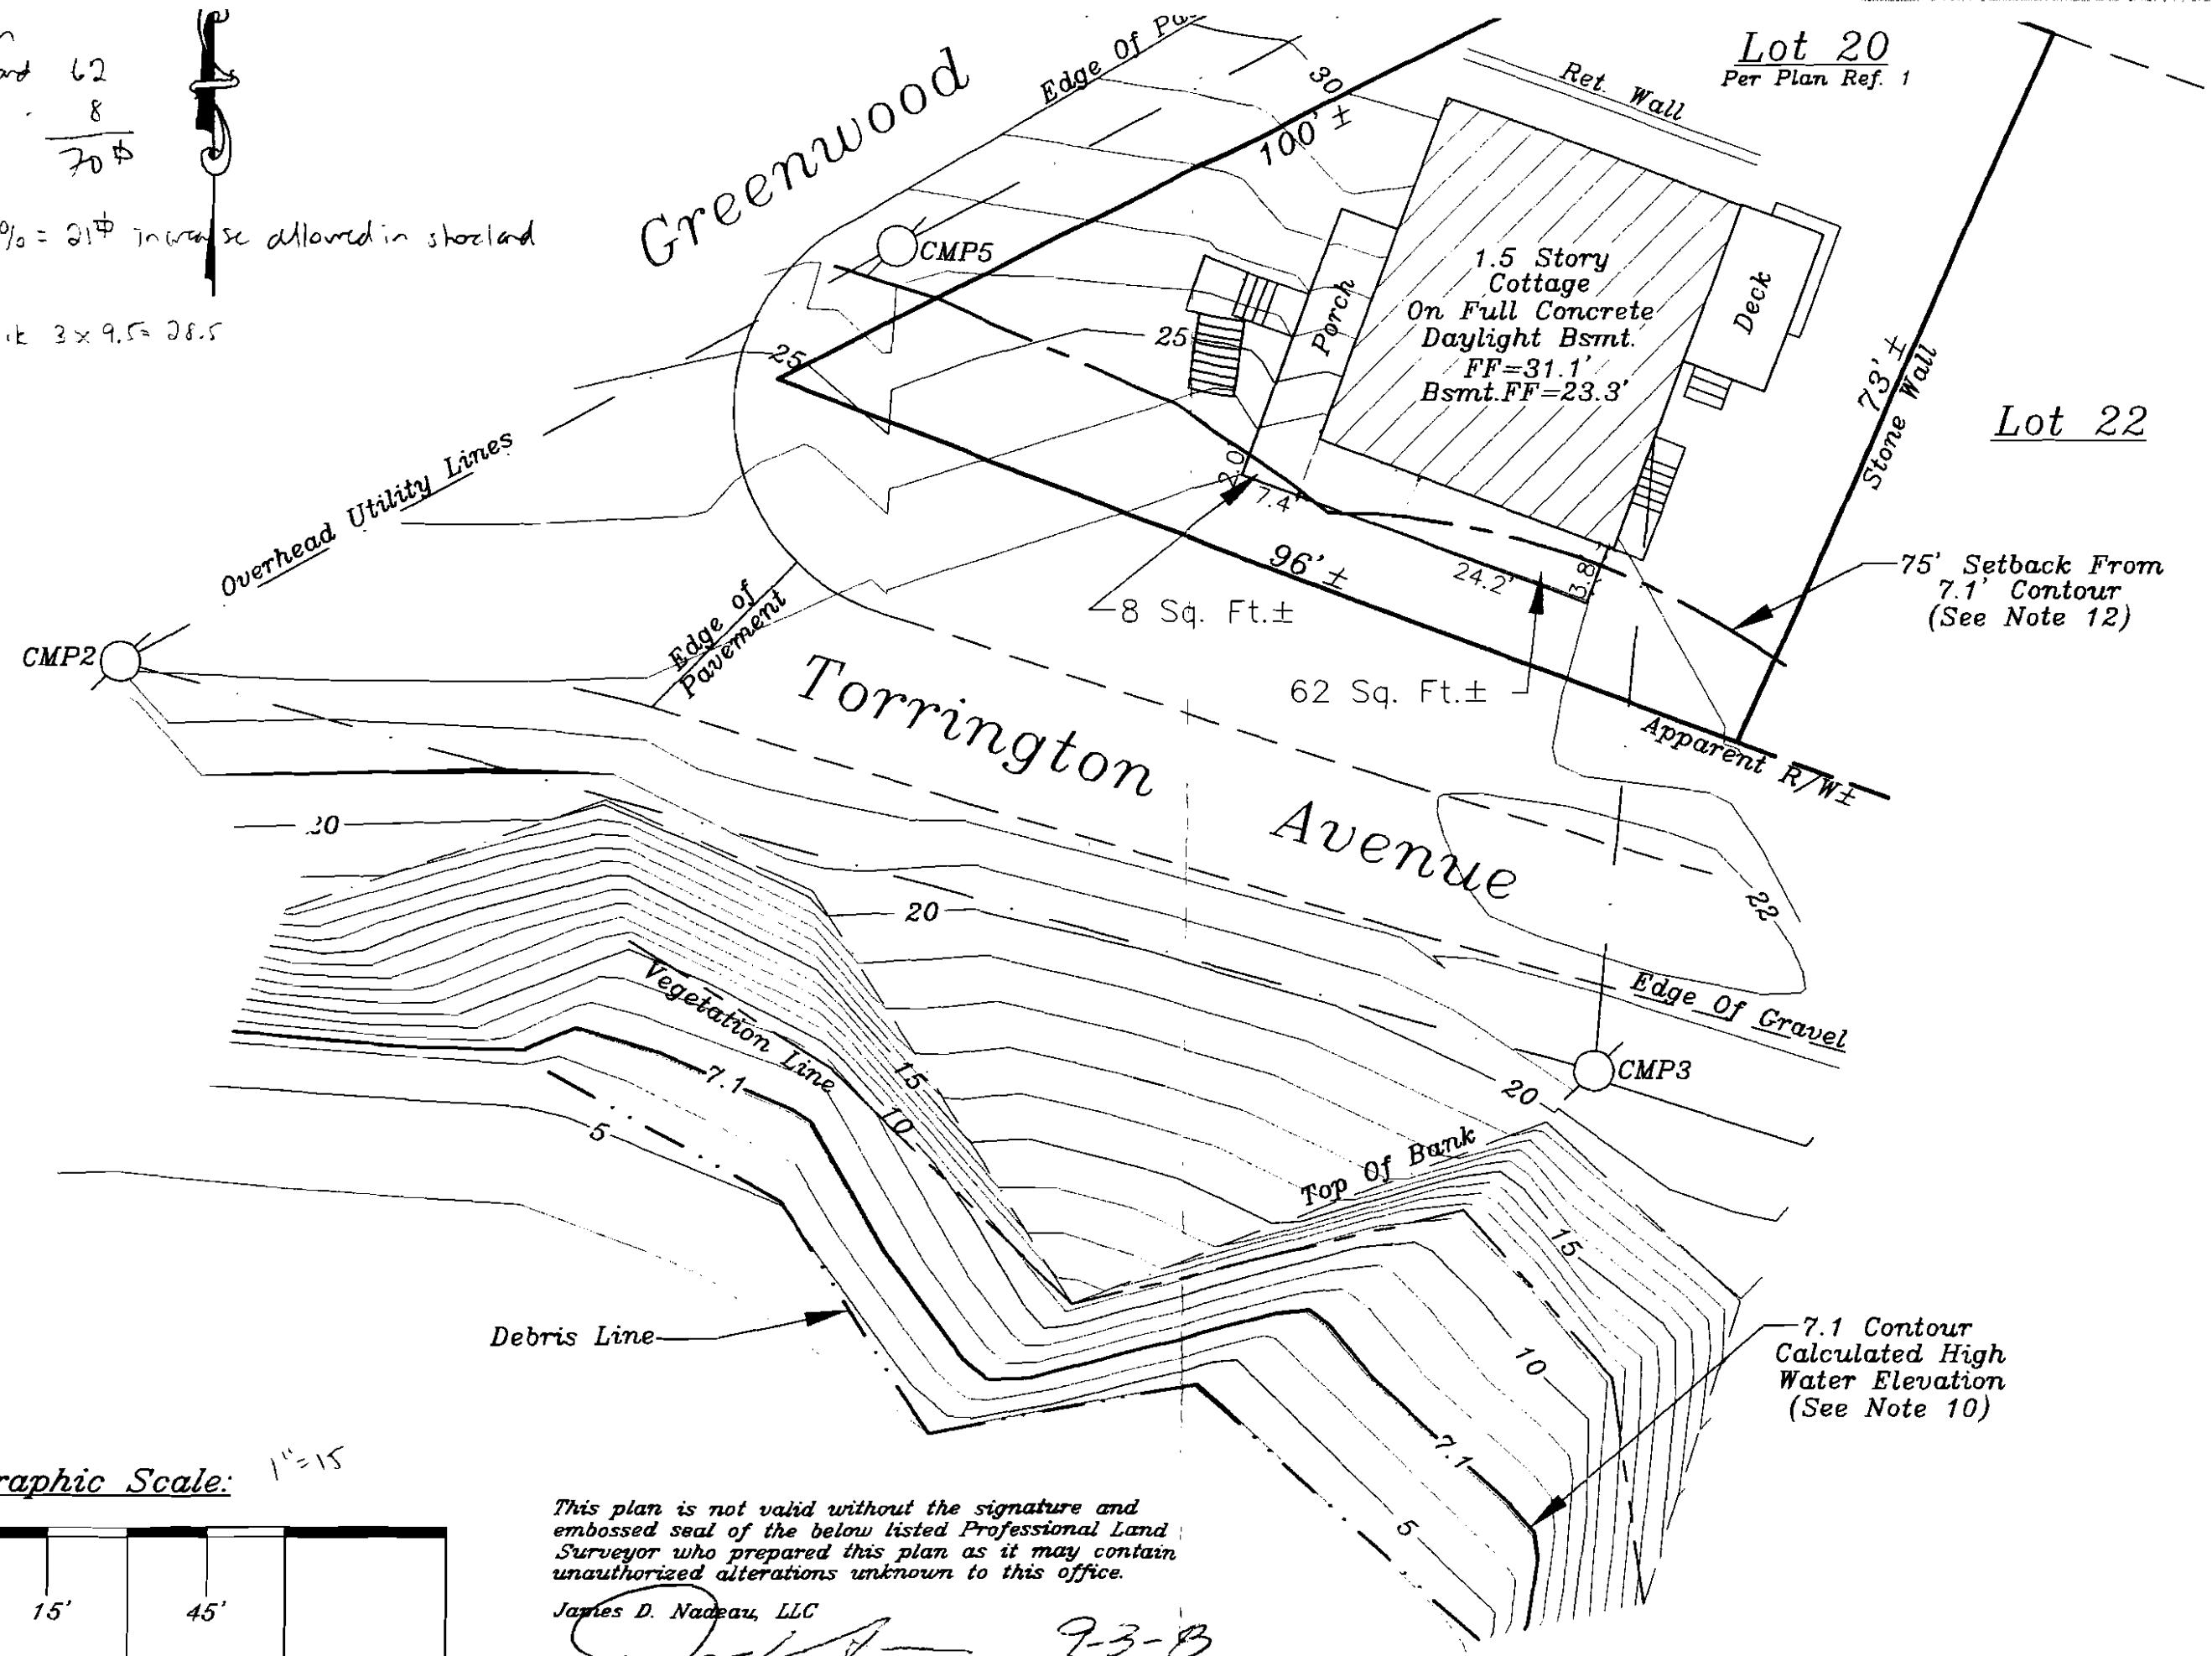 62
8
70
% = 21 increase allowed in shoreland
3 x 9.5 = 28.5
Greenwood
Edge Of
30
100' ±
Ret. Wall
Lot 20
Per Plan Ref. 1
CMP5
Porch
1.5 Story
Cottage
On Full Concrete
Daylight Bsmt.
FF=31.1'
Bsmt.FF=23.3'
Deck
73' ±
Stone Wall
Lot 22
25
25
Overhead Utility Lines
2.0'
7.4'
96' ±
24.2'
3.8'
8 Sq. Ft.±
62 Sq. Ft.±
75' Setback From
7.1' Contour
(See Note 12)
CMP2
Edge of
Pavement
Torrington
Avenue
Apparent R/W±
20
20
22
Vegetation Line
Edge Of Gravel
CMP3
7.1
15
10
20
5
Top Of Bank
15
Debris Line
10
7.1
5
7.1 Contour
Calculated High
Water Elevation
(See Note 10)
raphic Scale:
1"=15
15'
45'
This plan is not valid without the signature and
embossed seal of the below listed Professional Land
Surveyor who prepared this plan as it may contain
unauthorized alterations unknown to this office.
James D. Nadeau, LLC
9-3-13